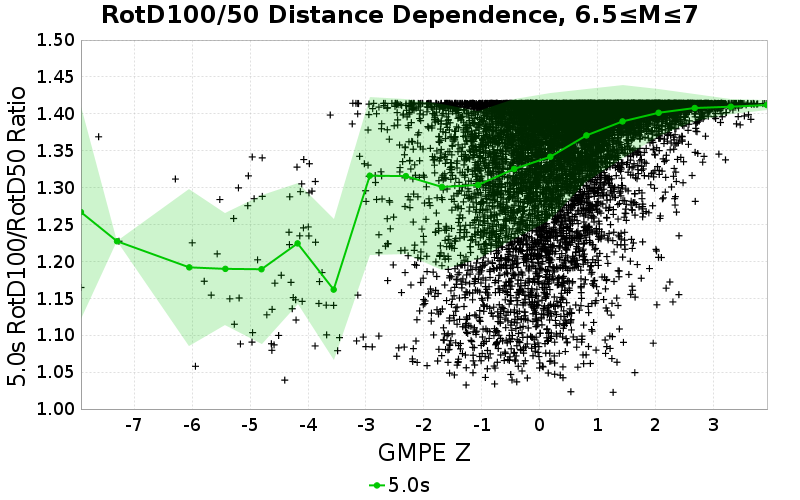 RotD100/50 Distance Dependence, 6.5≤M≤7
5.0s RotD100/RotD50 Ratio
1.50
1.45
1.40
1.35
1.30
1.25
1.20
1.15
1.10
1.05
1.00
-7 -6 -5 -4 -3 -2 -1 0 1 2 3
GMPE Z
5.0s